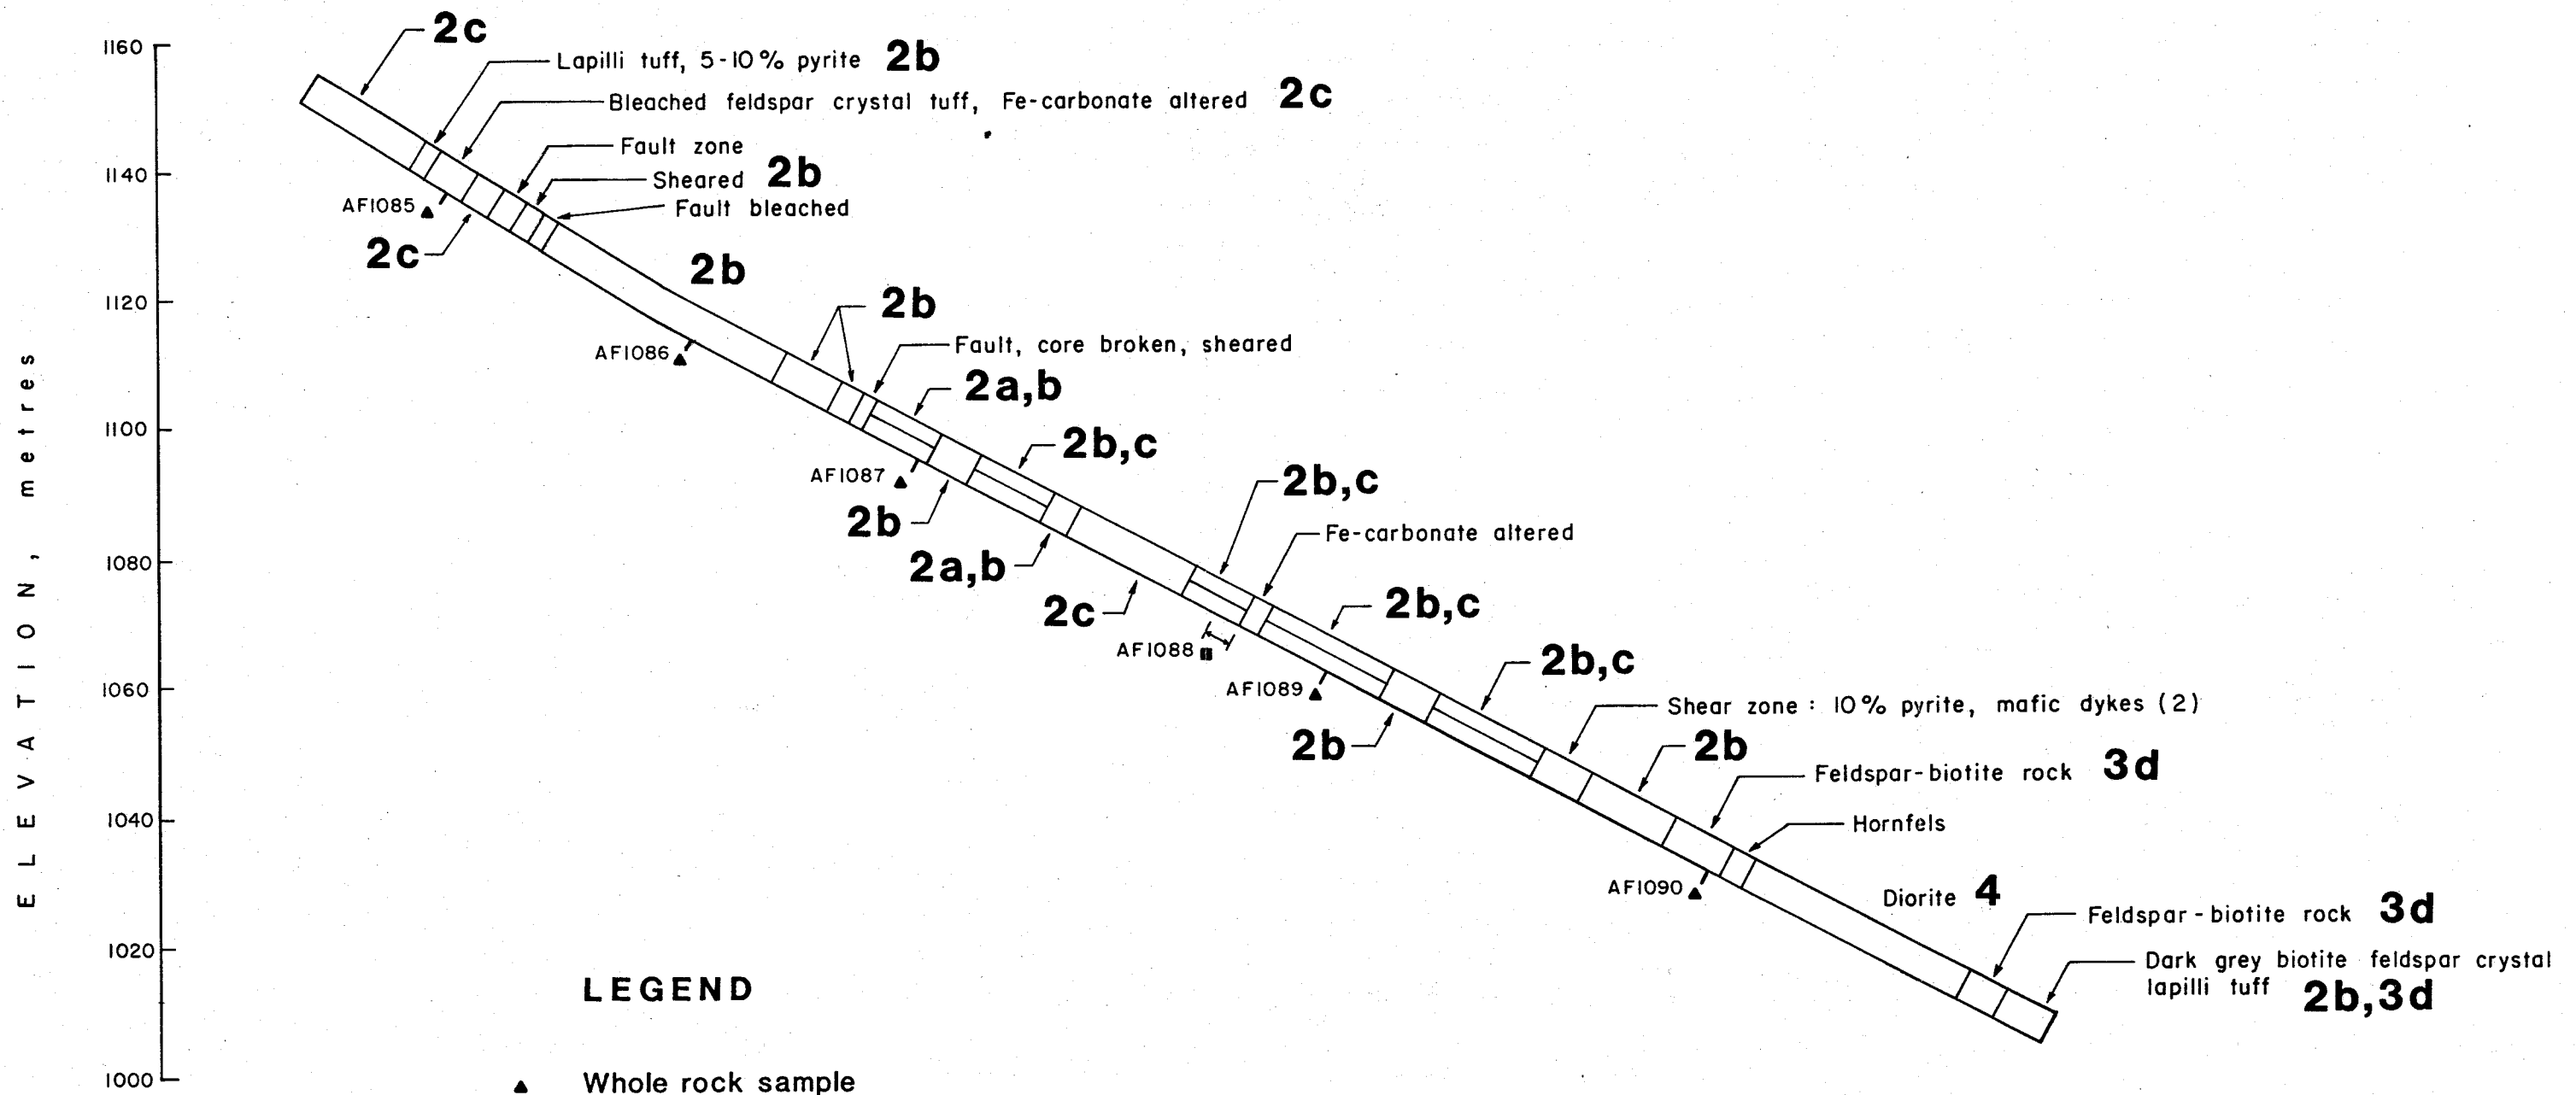 1160
2c
Lapilli tuff, 5-10% pyrite 2b
Bleached feldspar crystal tuff, Fe-carbonate altered 2c
Fault zone
1140
Sheared 2b
AF1085
Fault bleached
2c
2b
1120
2b
AF1086
Fault, core broken, sheared
2a,b
1100
2b,c
AF1087
2b,c
2b
Fe-carbonate altered
1080
2a,b
2c
2b,c
AF1088
2b,c
1060
AF1089
Shear zone : 10% pyrite, mafic dykes (2)
2b
2b
Feldspar-biotite rock 3d
1040
Hornfels
AF1090
Diorite 4
Feldspar-biotite rock 3d
1020
Dark grey biotite feldspar crystal
lapilli tuff 2b,3d
LEGEND
1000
▲ Whole rock sample
ELEVATION, metres